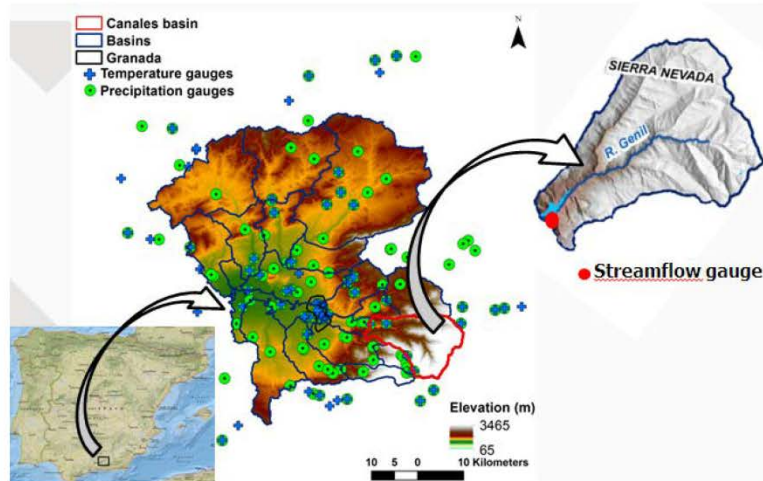 Canales basin
Basins
Granada
Temperature gauges
Precipitation gauges
N
SIERRA NEVADA
R. Genil
Streamflow gauge
Elevation (m)
3465
65
10 5 0 10 Kilometers